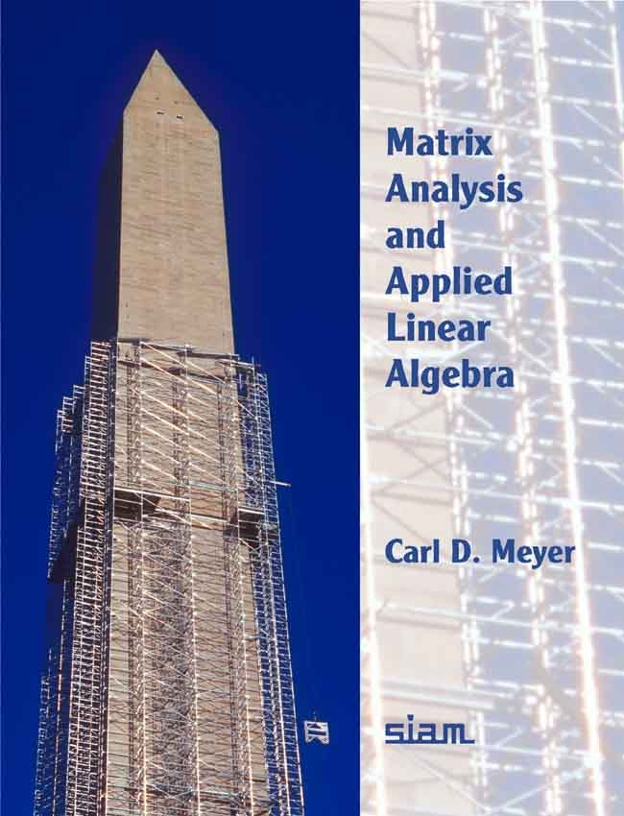 Matrix
Analysis
and
Applied
Linear
Algebra
Carl D. Meyer
siam